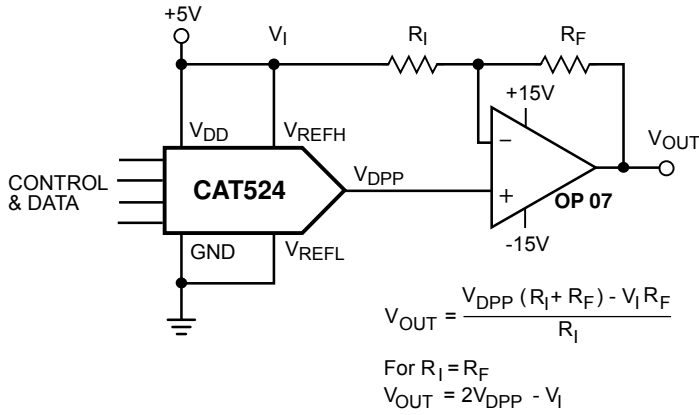 +5V
V_I
R_I
R_F
+15V
V_DD
V_REFH
−
V_OUT
CONTROL
& DATA
CAT524
V_DPP
+
OP 07
GND
V_REFL
-15V
V_OUT = V_DPP (R_I + R_F) - V_I R_F
R_I
For R_I = R_F
V_OUT = 2V_DPP - V_I